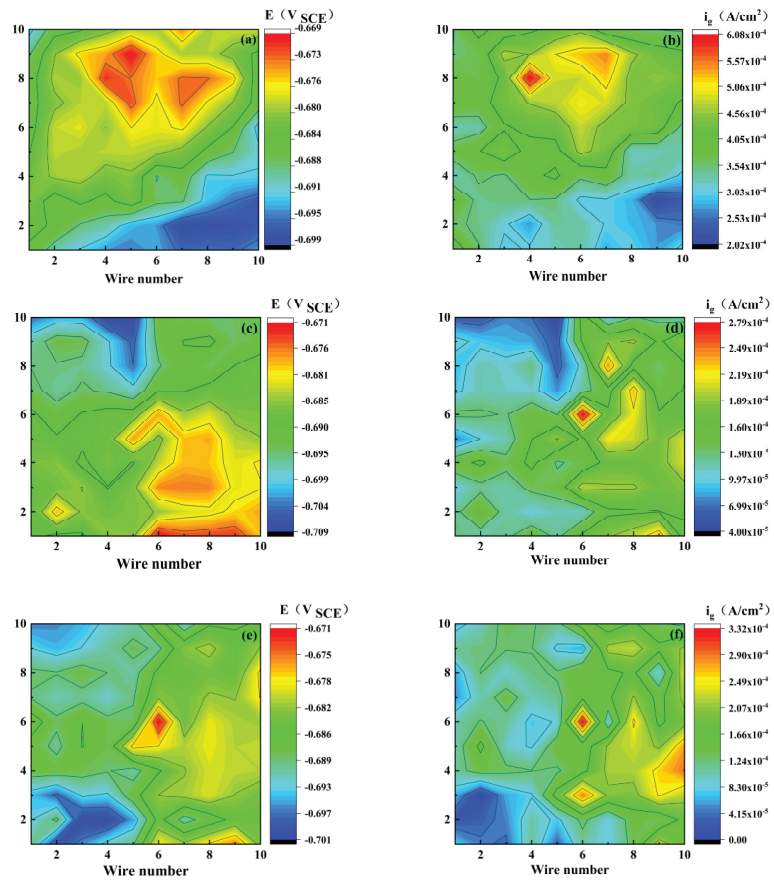 E（V SCE）
(a)
10
8
6
4
2
2 4 6 8 10
Wire number
-0.669
-0.673
-0.676
-0.680
-0.684
-0.688
-0.691
-0.695
-0.699
i_g（A/cm²）
(b)
10
8
6
4
2
2 4 6 8 10
Wire number
6.08x10⁻⁴
5.57x10⁻⁴
5.07x10⁻⁴
4.56x10⁻⁴
4.05x10⁻⁴
3.54x10⁻⁴
3.03x10⁻⁴
2.53x10⁻⁴
2.02x10⁻⁴
E（V SCE）
(c)
10
8
6
4
2
2 4 6 8 10
Wire number
-0.671
-0.676
-0.681
-0.685
-0.690
-0.695
-0.699
-0.704
-0.709
i_g（A/cm²）
(d)
10
8
6
4
2
2 4 6 8 10
Wire number
2.79x10⁻⁴
2.49x10⁻⁴
2.19x10⁻⁴
1.89x10⁻⁴
1.60x10⁻⁴
1.30x10⁻⁴
9.97x10⁻⁵
6.99x10⁻⁵
4.00x10⁻⁵
E（V SCE）
(e)
10
8
6
4
2
2 4 6 8 10
Wire number
-0.671
-0.675
-0.678
-0.682
-0.686
-0.690
-0.693
-0.697
-0.701
i_g（A/cm²）
(f)
10
8
6
4
2
2 4 6 8 10
Wire number
3.32x10⁻⁴
2.90x10⁻⁴
2.49x10⁻⁴
2.07x10⁻⁴
1.66x10⁻⁴
1.24x10⁻⁴
8.30x10⁻⁵
4.15x10⁻⁵
0.00